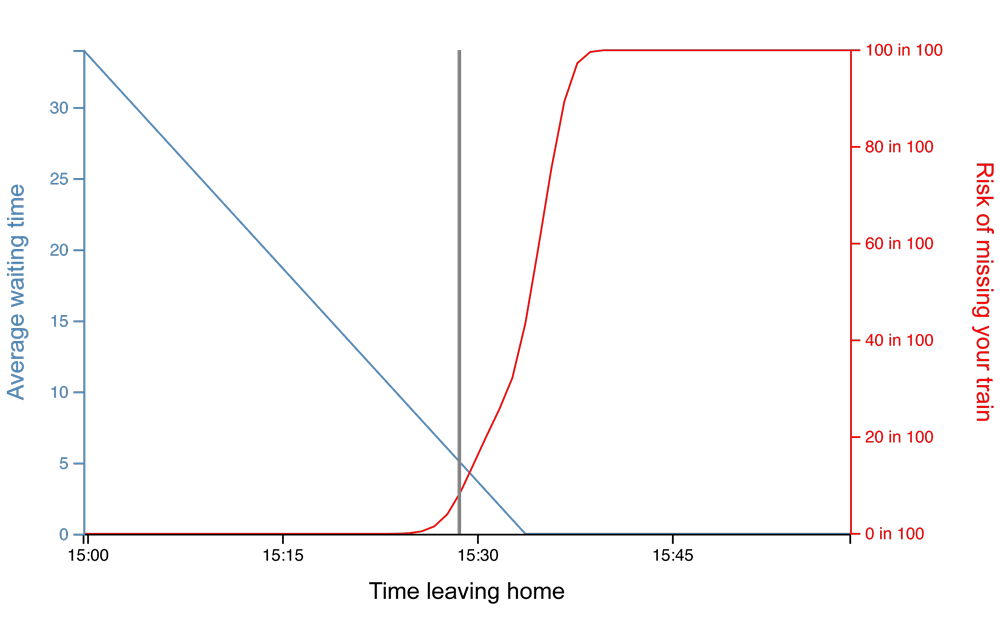 Average waiting time
30
25
20
15
10
5
0
100 in 100
80 in 100
60 in 100
40 in 100
20 in 100
0 in 100
Risk of missing your train
15:00
15:15
15:30
15:45
Time leaving home